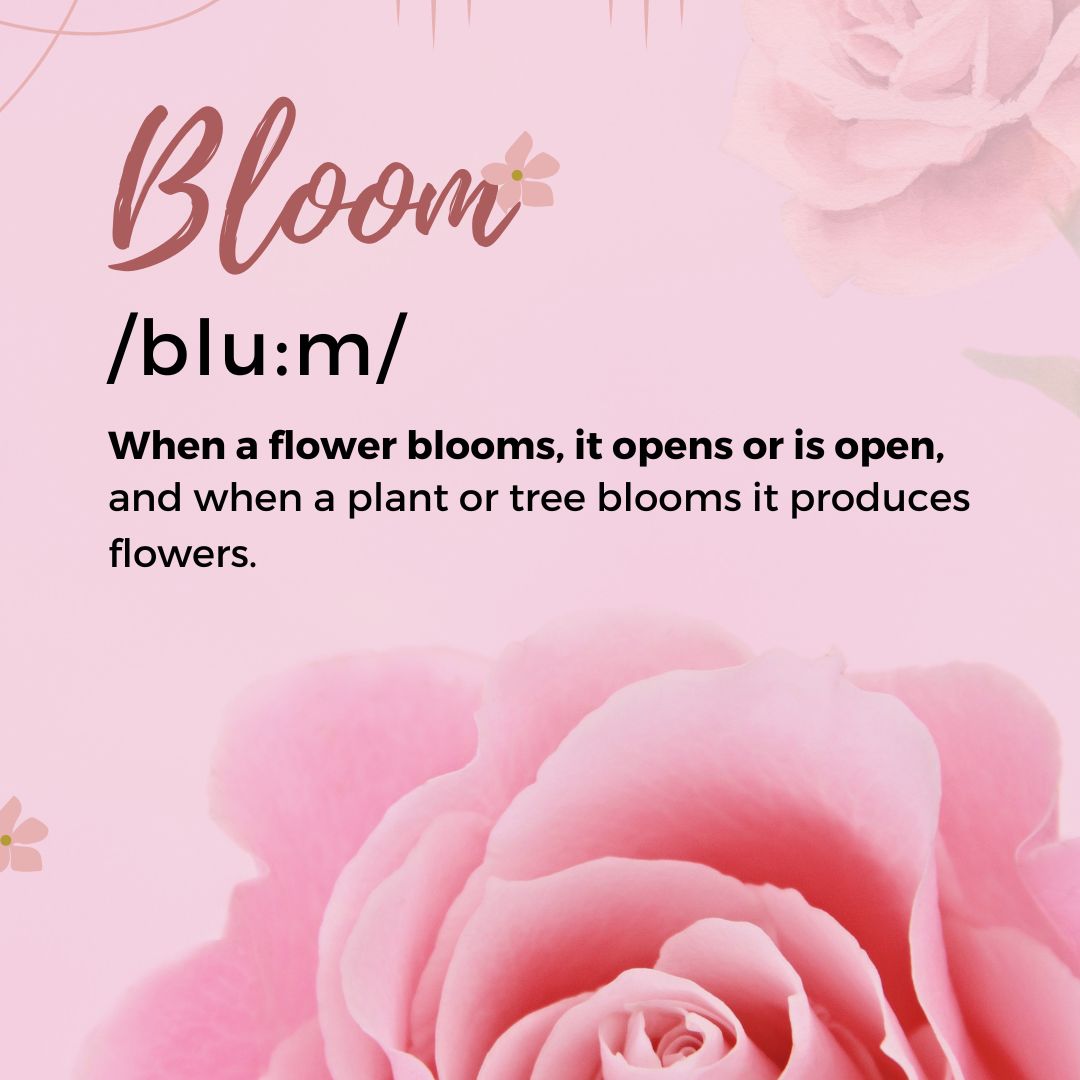 Bloom
/blu:m/
When a flower blooms, it opens or is open,
and when a plant or tree blooms it produces
flowers.